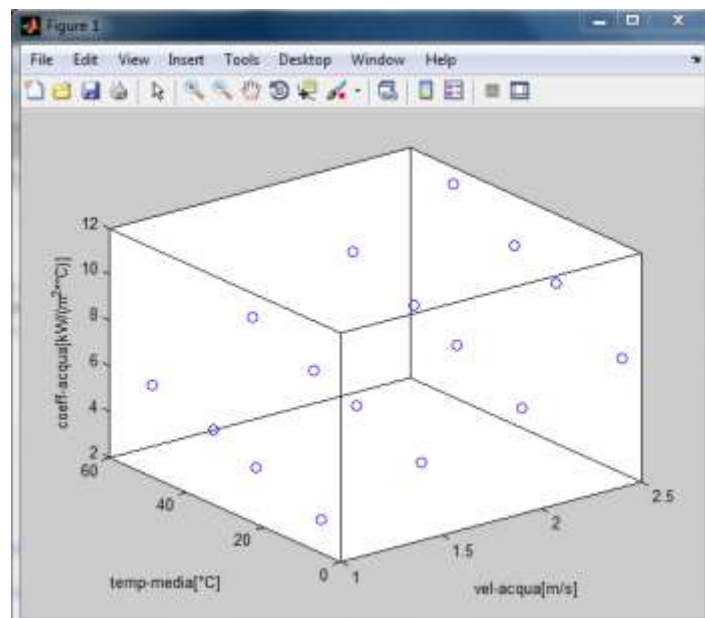 Figure 1
File Edit View Insert Tools Desktop Window Help
12
10
8
6
4
2
coeff-acqua[kW/(m²*°C)]
60
40
20
0
temp-media[°C]
1
1.5
2
2.5
vel-acqua[m/s]